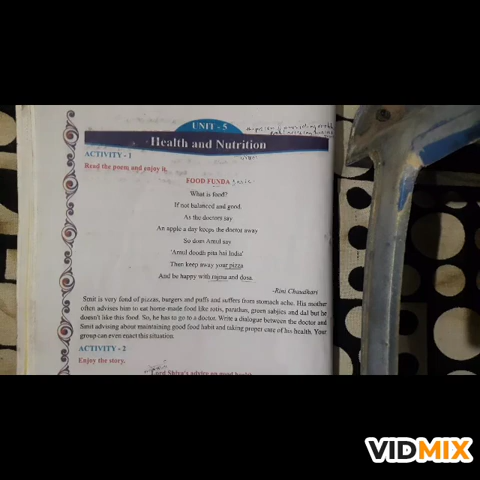 UNIT - 5
Health and Nutrition
ACTIVITY - 1
Read the poem and enjoy it.
FOOD FUNDA
What is food?
If not balanced and good.
As the doctors say
An apple a day keeps the doctor away
So does Amul say
'Amul doodh pita hai India'
Then keep away your pizza
And be happy with rajma and dosa.
-Rini Chaudhari
Smit is very fond of pizzas, burgers and puffs and suffers from stomach ache. His mother
often advises him to eat home-made food like rotis, parathas, green sabjies and dal but he
doesn't like this food. So, he has to go to a doctor. Write a dialogue between the doctor and
Smit advising about maintaining good food habit and taking proper care of his health. Your
group can even enact this situation.
ACTIVITY - 2
Enjoy the story.
Lord Shiva's advice on good
VIDMIX